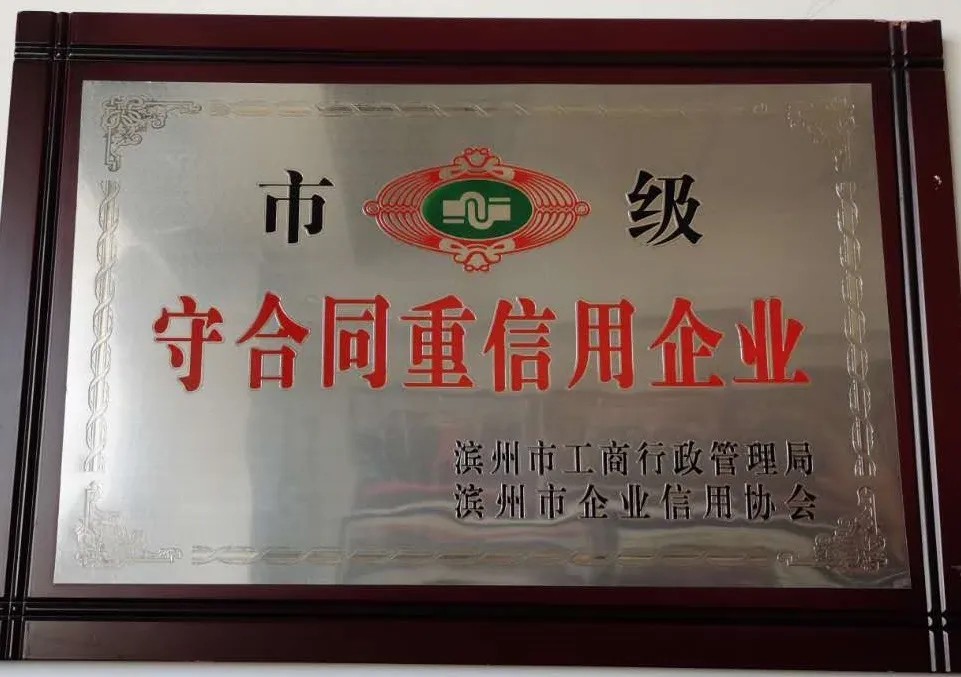 市级
守合同重信用企业
滨州市工商行政管理局
滨州市企业信用协会